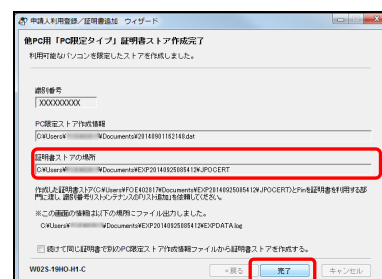 申請人利用登録／証明書追加 ウィザード
他PC用「PC限定タイプ」証明書ストア作成完了
利用可能なパソコンを限定したストアを作成しました。
識別番号
XXXXXXXXX
PC限定ストア作成情報
C:¥Users¥ ¥Documents¥20140901162148.dat
証明書ストアの場所
C:¥Users¥ ¥Documents¥EXP20140925085412¥JPOCERT
作成した証明書ストア(C:¥Users¥FOE402817¥Documents¥EXP20140925085412¥JPOCERT)とPinを証明書を利用する部
門に渡し、識別番号リストメンテナンスのリスト追加を依頼してください。
※この画面の情報は以下の場所にファイル出力しました。
C:¥Users¥ ¥Documents¥EXP20140925085412¥EXPDATA.log
続けて同じ証明書で別のPC限定ストア作成情報ファイルから証明書ストアを作成する。
W02S-19HO-H1-C
<戻る
完了
キャンセル